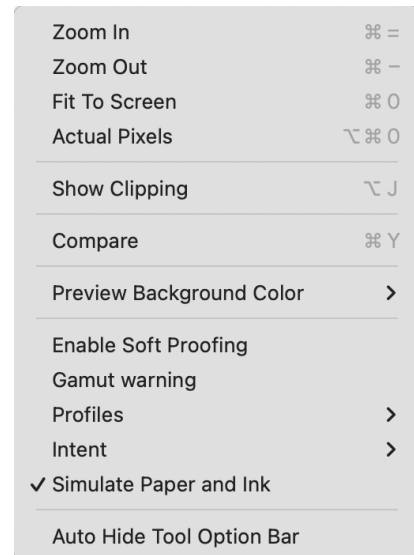 Zoom In ⌘ =
Zoom Out ⌘ −
Fit To Screen ⌘ 0
Actual Pixels ⌥ ⌘ 0
Show Clipping ⌥ J
Compare ⌘ Y
Preview Background Color
Enable Soft Proofing
Gamut warning
Profiles
Intent
✓ Simulate Paper and Ink
Auto Hide Tool Option Bar